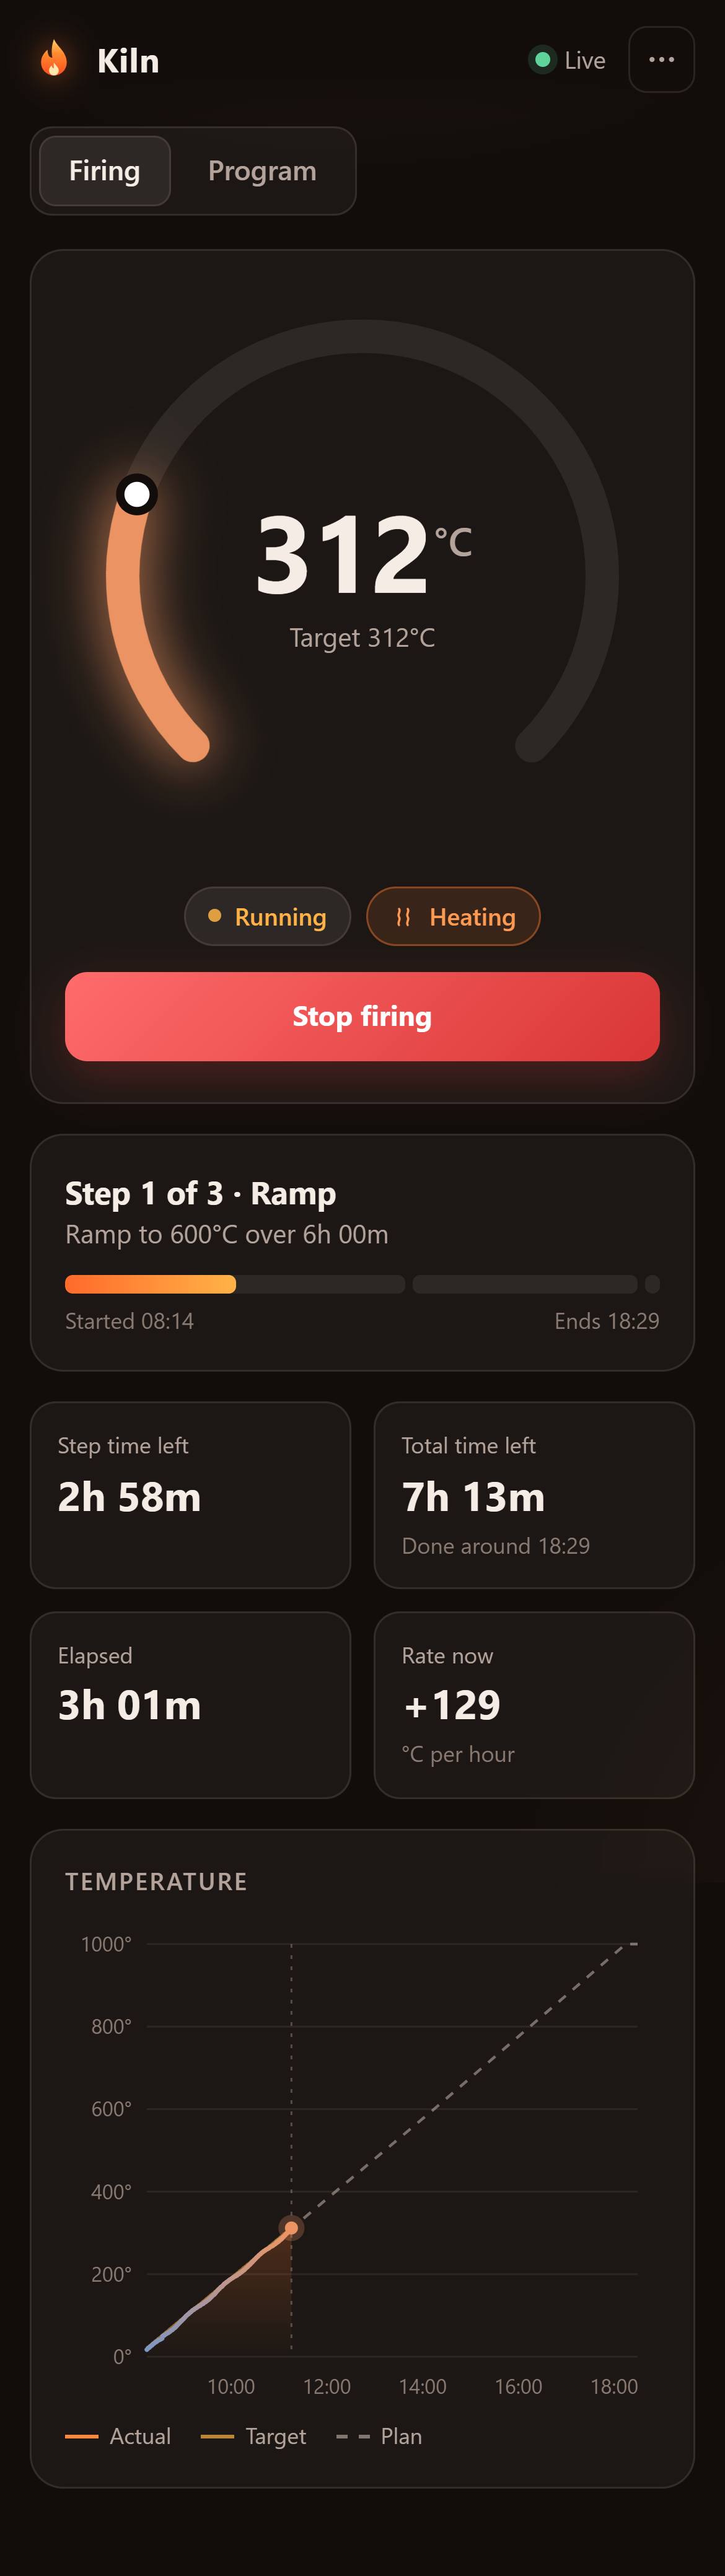 Kiln
Live
Firing
Program
312°C
Target 312°C
Running
Heating
Stop firing
Step 1 of 3 · Ramp
Ramp to 600°C over 6h 00m
Started 08:14
Ends 18:29
Step time left
2h 58m
Total time left
7h 13m
Done around 18:29
Elapsed
3h 01m
Rate now
+129
°C per hour
TEMPERATURE
1000°
800°
600°
400°
200°
0°
10:00 12:00 14:00 16:00 18:00
Actual Target Plan